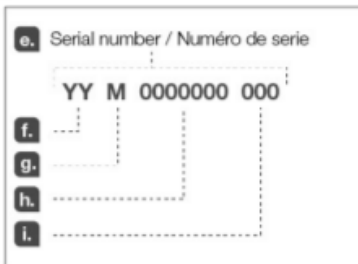 e. Serial number / Numéro de serie
YY M 0000000 000
f.
g.
h.
i.